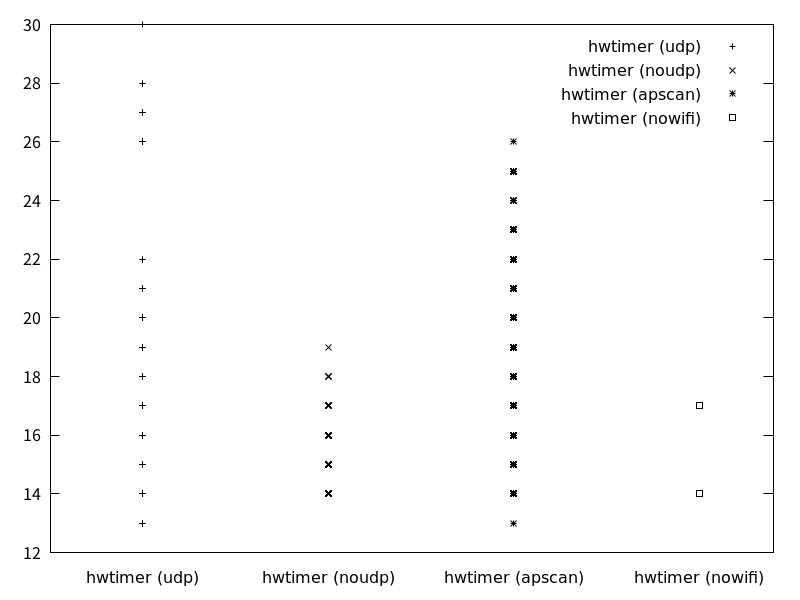 30
28
26
24
22
20
18
16
14
12
hwtimer (udp)
hwtimer (noudp)
hwtimer (apscan)
hwtimer (nowifi)
hwtimer (udp) hwtimer (noudp) hwtimer (apscan) hwtimer (nowifi)